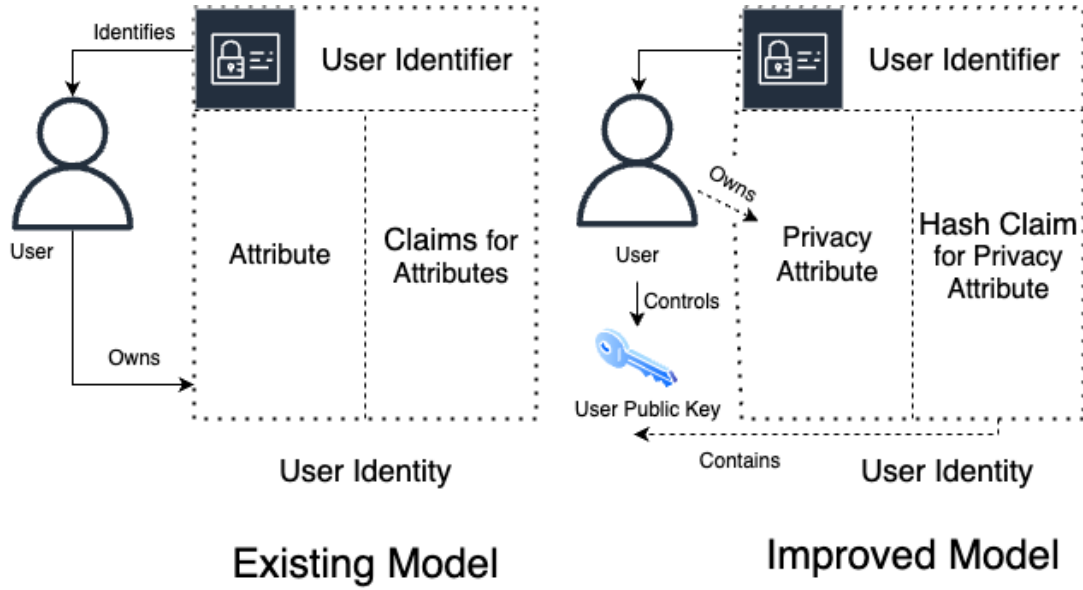 Identifies
User Identifier
User
Attribute
Claims for
Attributes
Owns
User Identity
Existing Model
User Identifier
Owns
User
Privacy
Attribute
Hash Claim
for Privacy
Attribute
Controls
User Public Key
Contains
User Identity
Improved Model